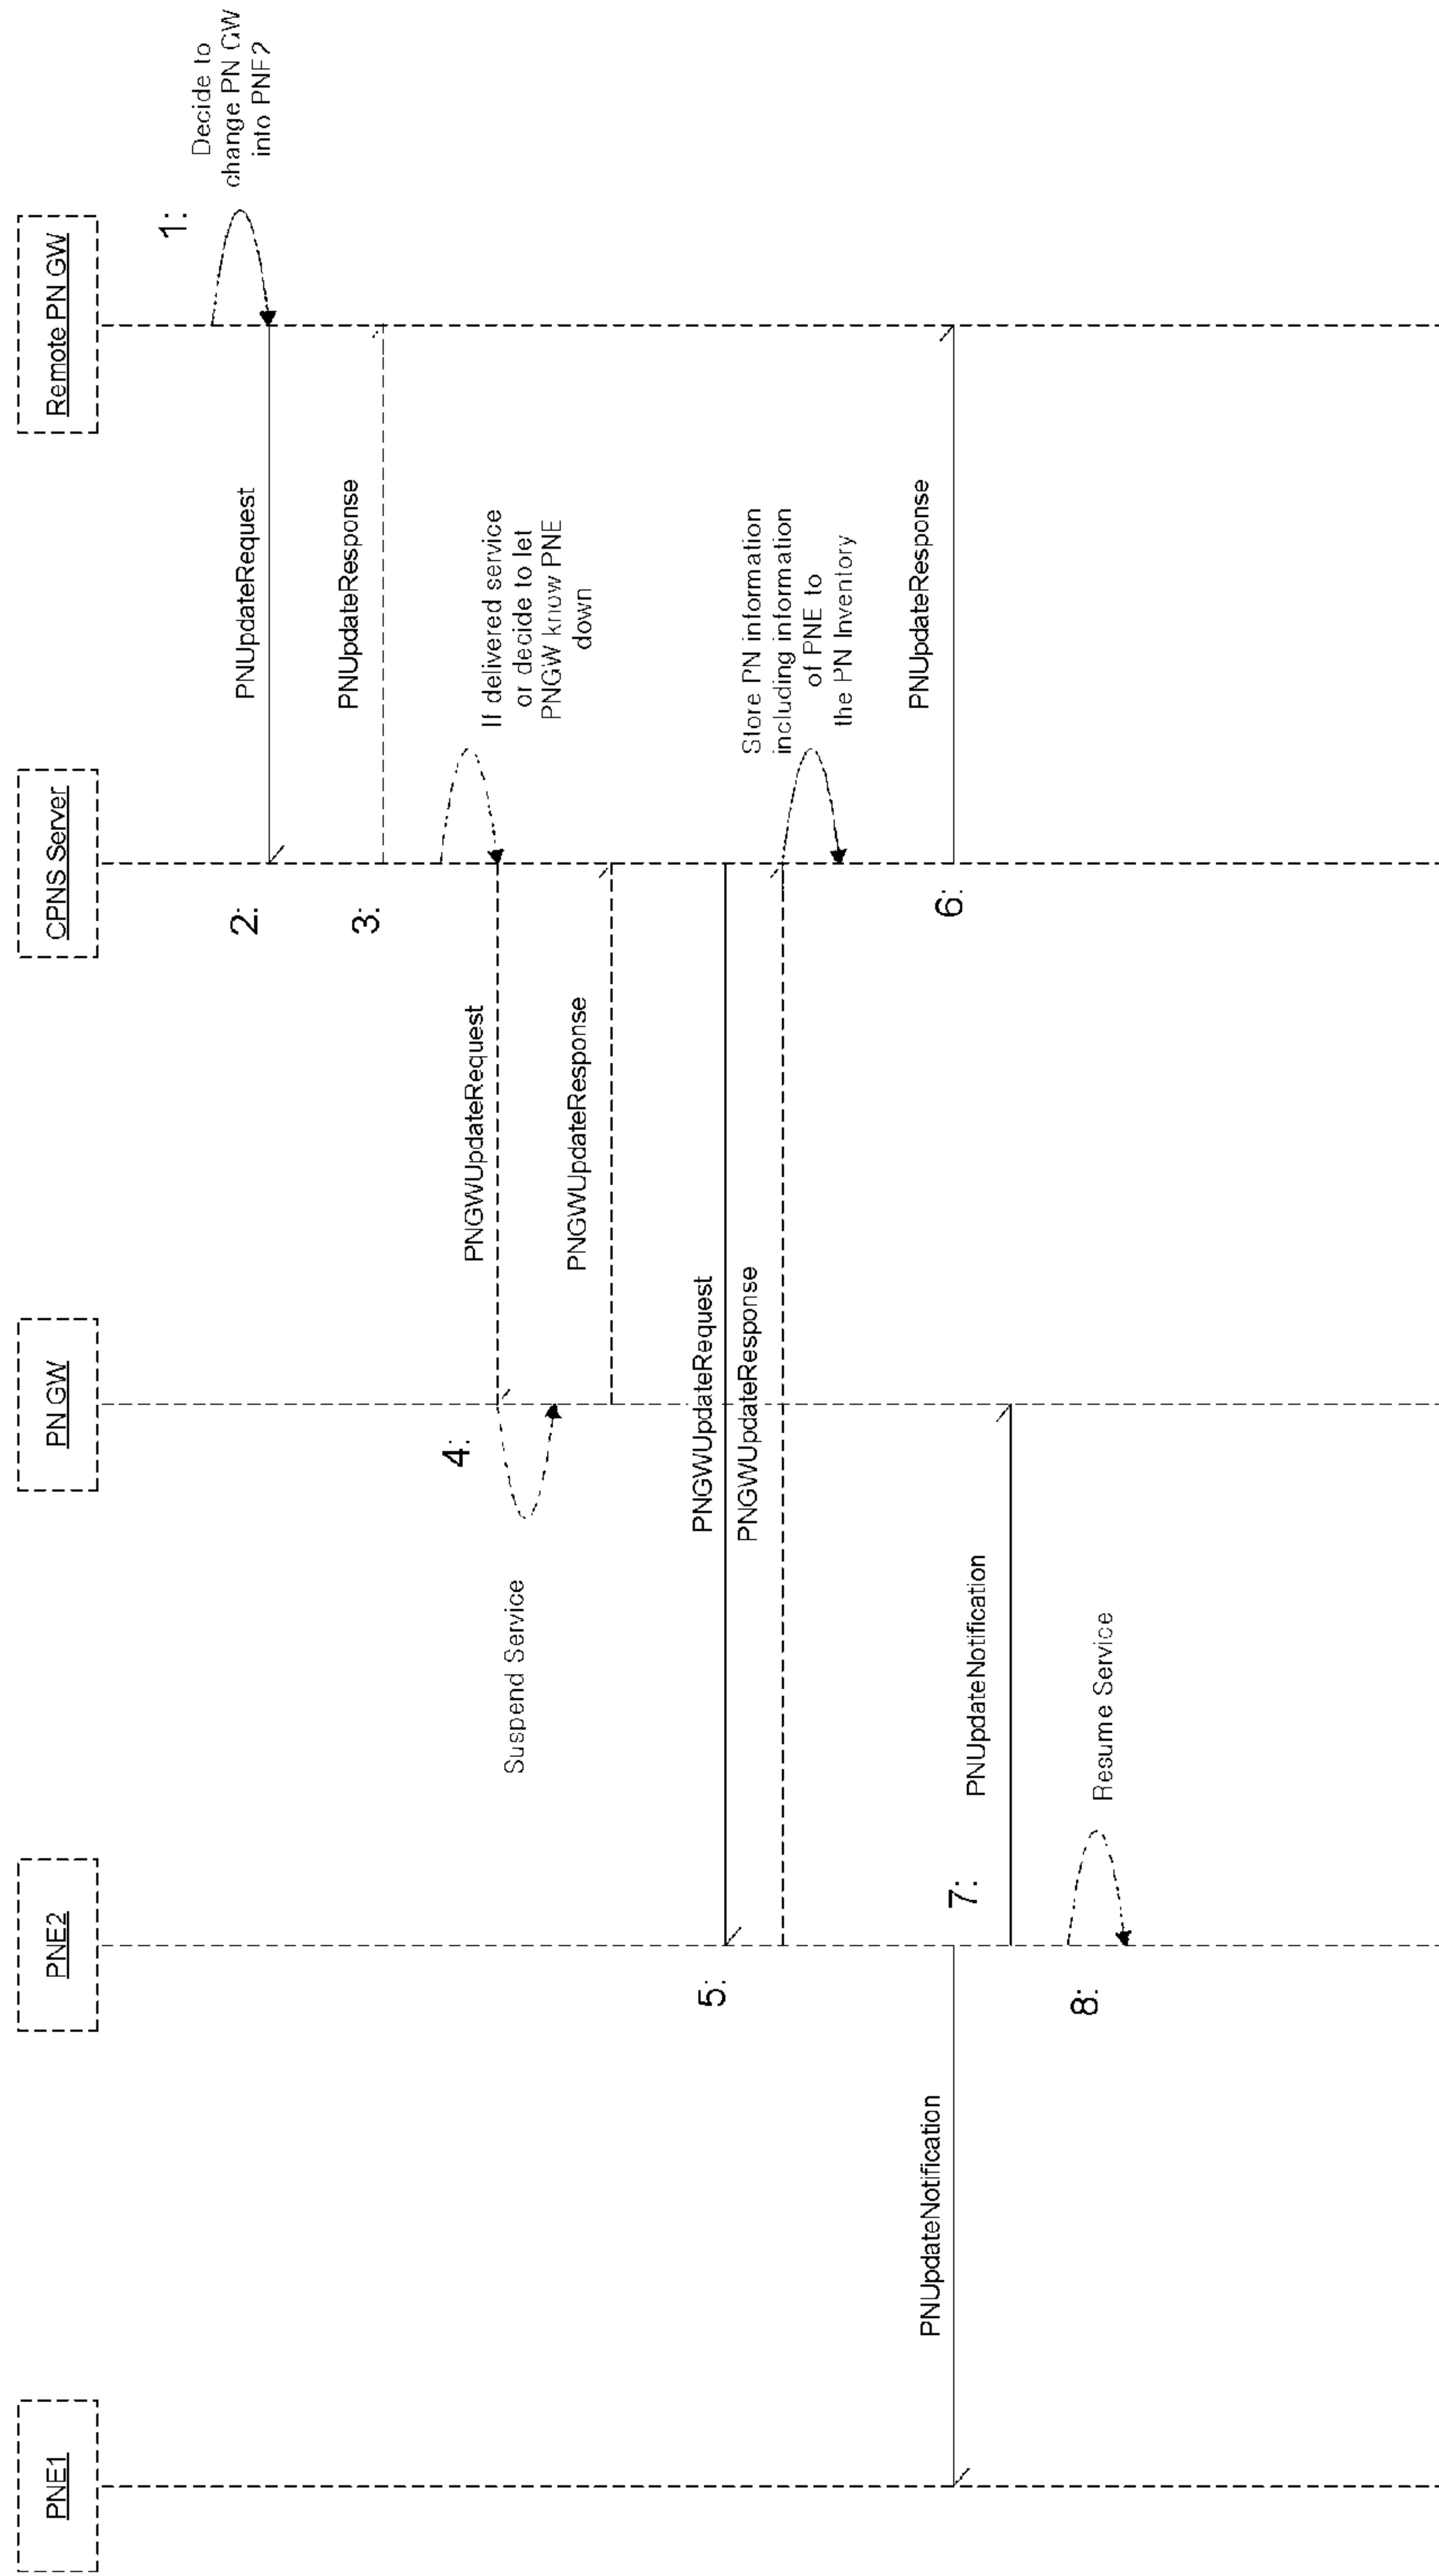 PNE1
PNE2
PN GW
CPNS Server
Remote PN GW
1:
Decide to
change PN GW
into PNE2
2:
PNUpdateRequest
3:
PNUpdateResponse
If delivered service
or decide to let
PNGW know PNE
down
4:
PNGWUpdateRequest
Suspend Service
PNGWUpdateResponse
5:
PNGWUpdateRequest
PNGWUpdateResponse
Store PN information
including information
of PNE to
the PN Inventory
6:
PNUpdateResponse
PNUpdateNotification
7:
PNUpdateNotification
8:
Resume Service